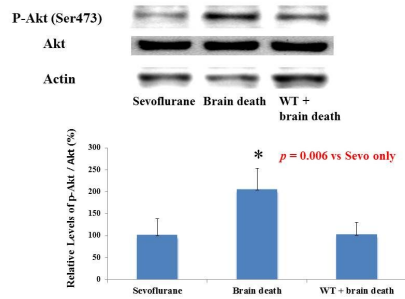 P-Akt (Ser473)
Akt
Actin
Sevoflurane Brain death WT +
brain death
* p = 0.006 vs Sevo only
Relative Levels of p-Akt / Akt (%)
300
250
200
150
100
50
0
Sevoflurane Brain death WT + brain death